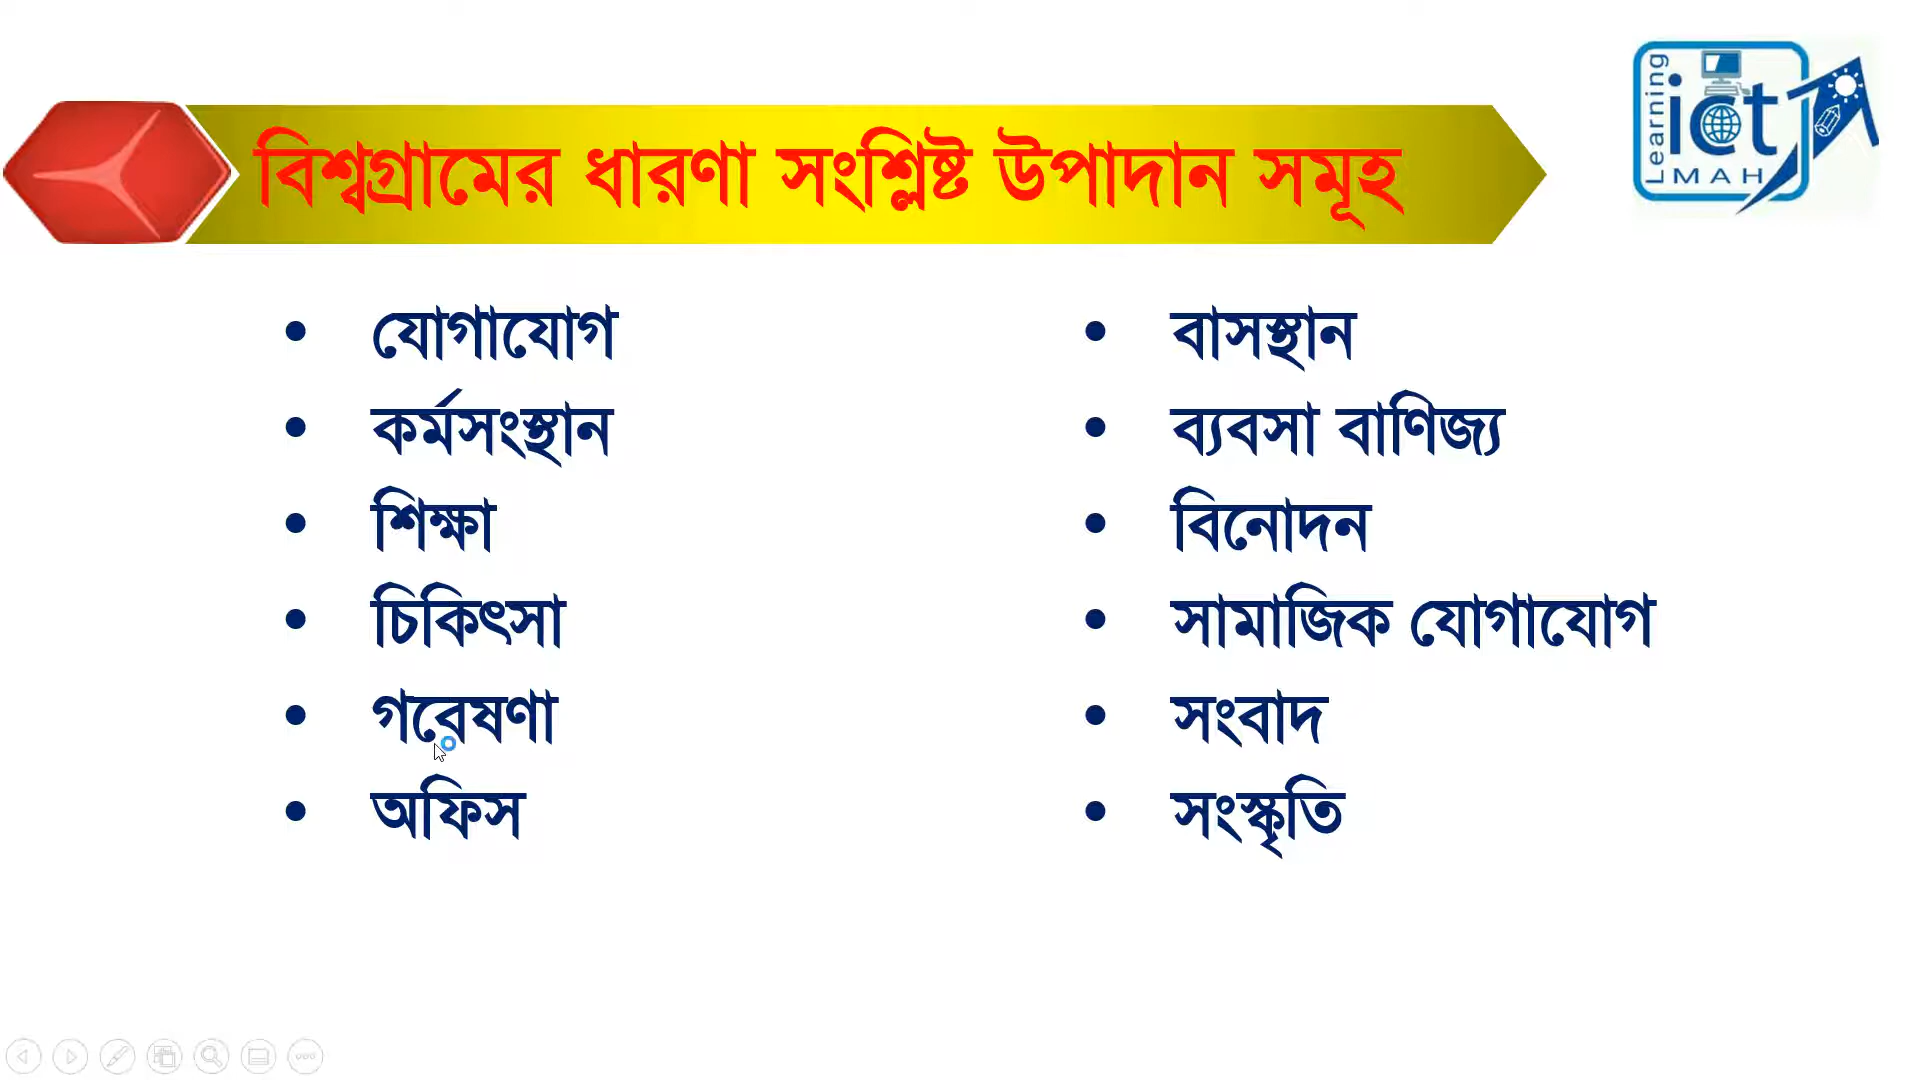 বিশ্বগ্রামের ধারণা সংশ্লিষ্ট উপাদান সমূহ
Learning
ict
LMAH
• যোগাযোগ
• কর্মসংস্থান
• শিক্ষা
• চিকিৎসা
• গবেষণা
• অফিস
• বাসস্থান
• ব্যবসা বাণিজ্য
• বিনোদন
• সামাজিক যোগাযোগ
• সংবাদ
• সংস্কৃতি